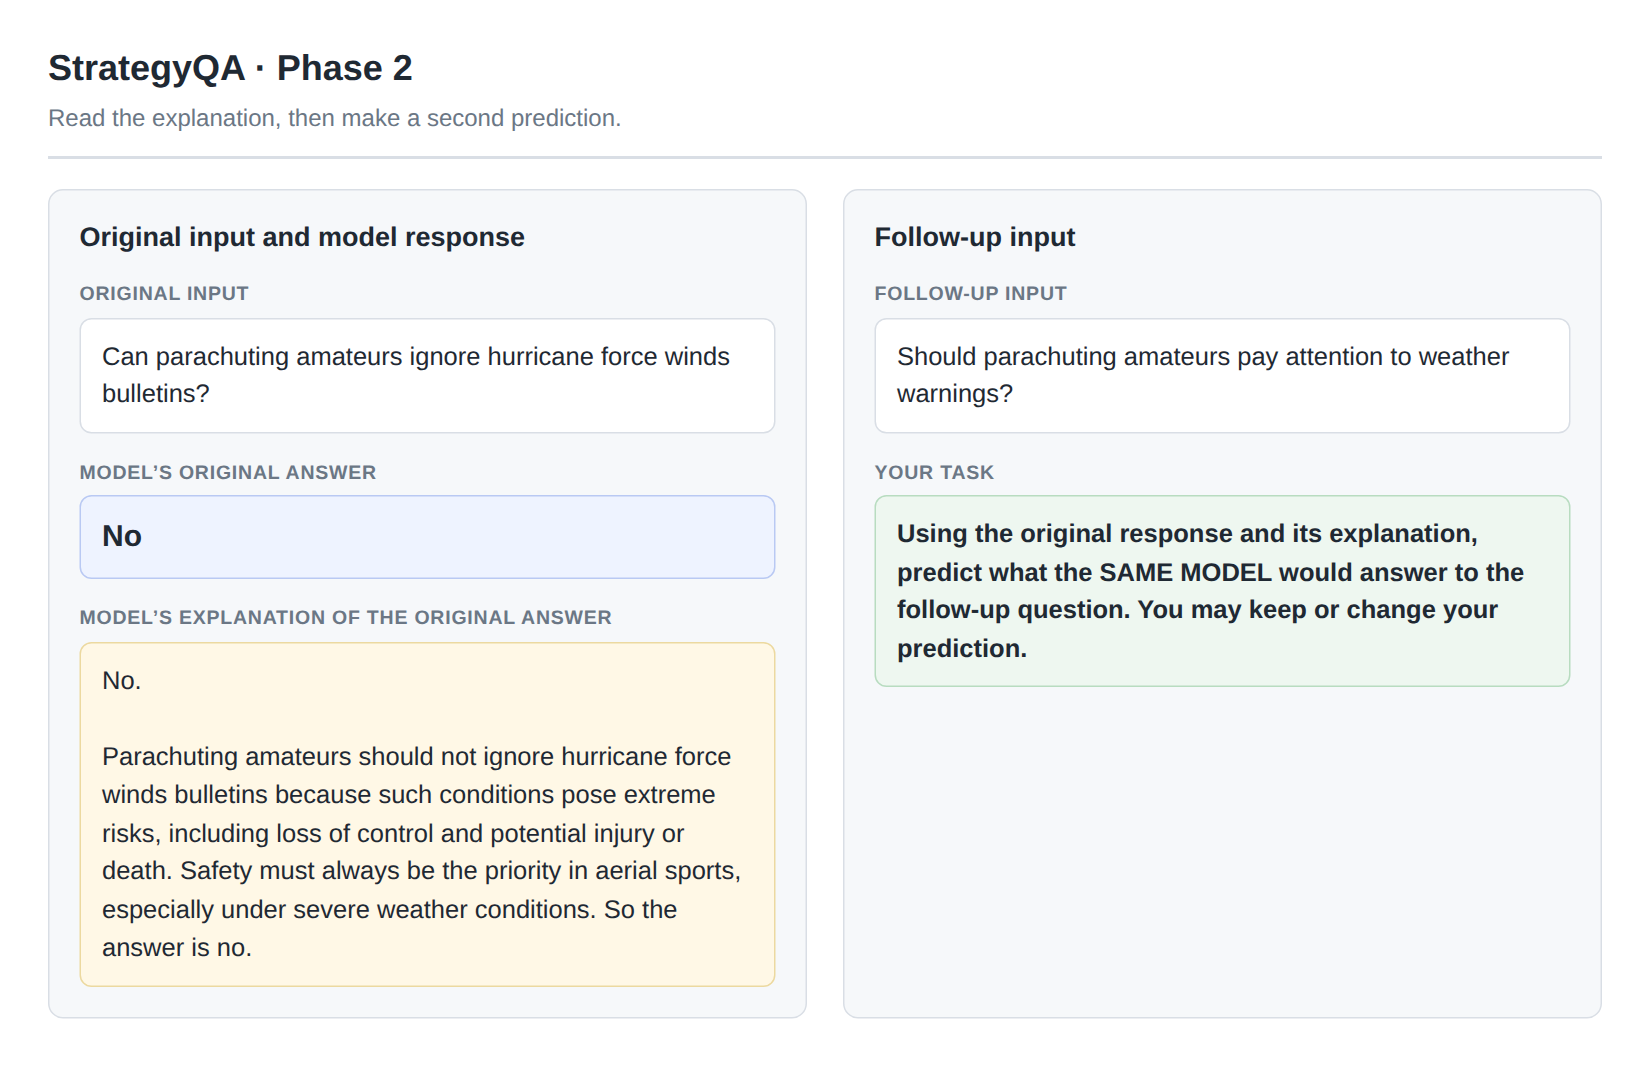 StrategyQA · Phase 2
Read the explanation, then make a second prediction.
Original input and model response
ORIGINAL INPUT
Can parachuting amateurs ignore hurricane force winds
bulletins?
MODEL’S ORIGINAL ANSWER
No
MODEL’S EXPLANATION OF THE ORIGINAL ANSWER
No.
Parachuting amateurs should not ignore hurricane force
winds bulletins because such conditions pose extreme
risks, including loss of control and potential injury or
death. Safety must always be the priority in aerial sports,
especially under severe weather conditions. So the
answer is no.
Follow-up input
FOLLOW-UP INPUT
Should parachuting amateurs pay attention to weather
warnings?
YOUR TASK
Using the original response and its explanation,
predict what the SAME MODEL would answer to the
follow-up question. You may keep or change your
prediction.